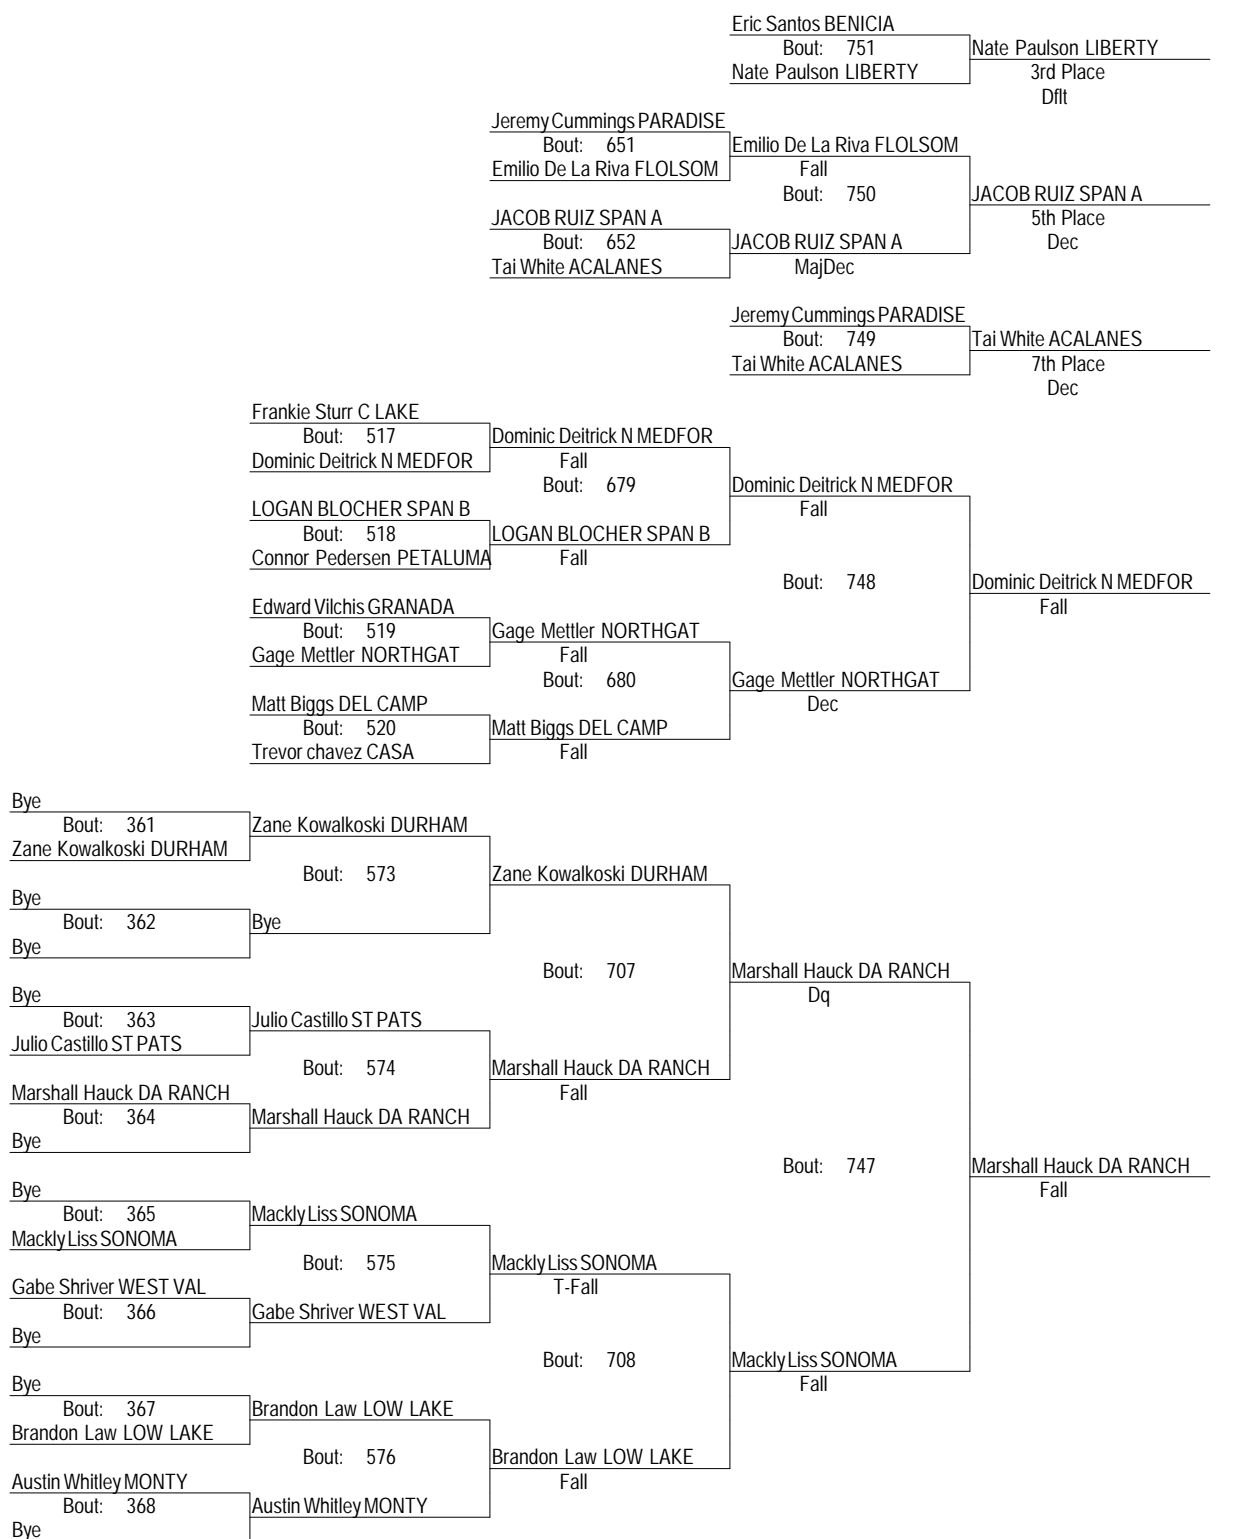 Eric Santos BENICIA
Bout: 751
Nate Paulson LIBERTY
Nate Paulson LIBERTY
3rd Place
Dflt
Jeremy Cummings PARADISE
Bout: 651
Emilio De La Riva FLOLSOM
Emilio De La Riva FLOLSOM
Fall
Bout: 750
JACOB RUIZ SPAN A
5th Place
Dec
JACOB RUIZ SPAN A
Bout: 652
Tai White ACALANES
JACOB RUIZ SPAN A
MajDec
Jeremy Cummings PARADISE
Bout: 749
Tai White ACALANES
Tai White ACALANES
7th Place
Dec
Frankie Sturr C LAKE
Bout: 517
Dominic Deitrick N MEDFOR
Dominic Deitrick N MEDFOR
Fall
Bout: 679
Dominic Deitrick N MEDFOR
Fall
LOGAN BLOCHER SPAN B
Bout: 518
Connor Pedersen PETALUMA
LOGAN BLOCHER SPAN B
Fall
Bout: 748
Dominic Deitrick N MEDFOR
Fall
Edward Vilchis GRANADA
Bout: 519
Gage Mettler NORTHGAT
Gage Mettler NORTHGAT
Fall
Bout: 680
Gage Mettler NORTHGAT
Dec
Matt Biggs DEL CAMP
Bout: 520
Trevor chavez CASA
Matt Biggs DEL CAMP
Fall
Bye
Bout: 361
Zane Kowalkoski DURHAM
Zane Kowalkoski DURHAM
Bout: 573
Zane Kowalkoski DURHAM
Bye
Bout: 362
Bye
Bye
Bout: 707
Marshall Hauck DA RANCH
Dq
Bye
Bout: 363
Julio Castillo ST PATS
Julio Castillo ST PATS
Bout: 574
Marshall Hauck DA RANCH
Fall
Marshall Hauck DA RANCH
Bout: 364
Bye
Marshall Hauck DA RANCH
Bout: 747
Marshall Hauck DA RANCH
Fall
Bye
Bout: 365
Mackly Liss SONOMA
Mackly Liss SONOMA
Bout: 575
Mackly Liss SONOMA
T-Fall
Gabe Shriver WEST VAL
Bout: 366
Bye
Gabe Shriver WEST VAL
Bout: 708
Mackly Liss SONOMA
Fall
Bye
Bout: 367
Brandon Law LOW LAKE
Brandon Law LOW LAKE
Bout: 576
Brandon Law LOW LAKE
Fall
Austin Whitley MONTY
Bout: 368
Bye
Austin Whitley MONTY